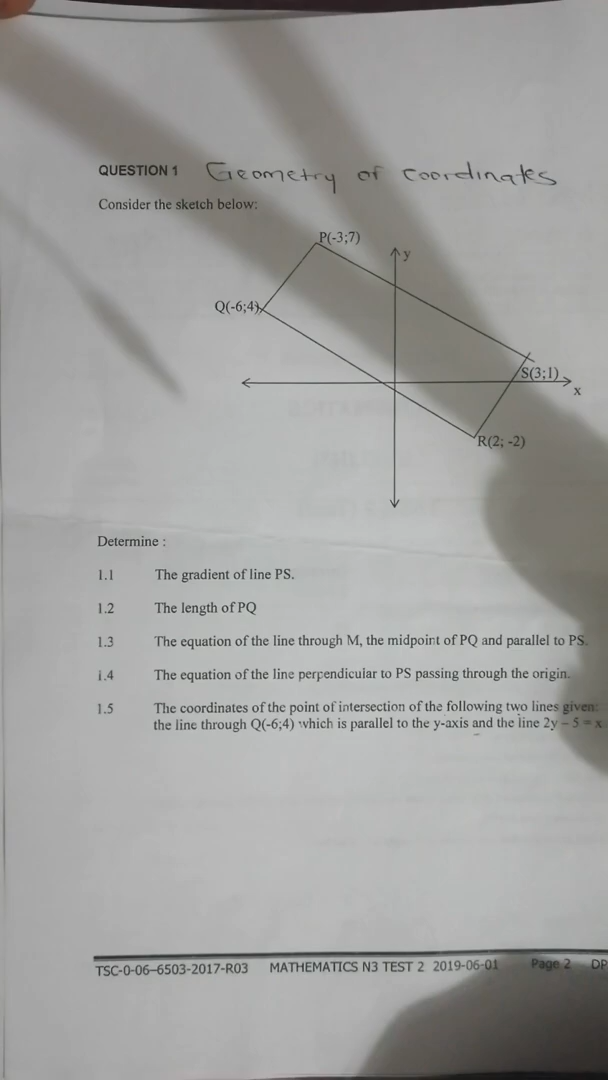 QUESTION 1 Geometry of coordinates
Consider the sketch below:
P(-3;7)
y
Q(-6;4)
S(3;1)
x
R(2; -2)
Determine :
1.1 The gradient of line PS.
1.2 The length of PQ
1.3 The equation of the line through M, the midpoint of PQ and parallel to PS.
1.4 The equation of the line perpendicular to PS passing through the origin.
1.5 The coordinates of the point of intersection of the following two lines given:
the line through Q(-6;4) which is parallel to the y-axis and the line 2y – 5 = x
TSC-0-06–6503-2017-R03 MATHEMATICS N3 TEST 2 2019-06-01 Page 2 DP